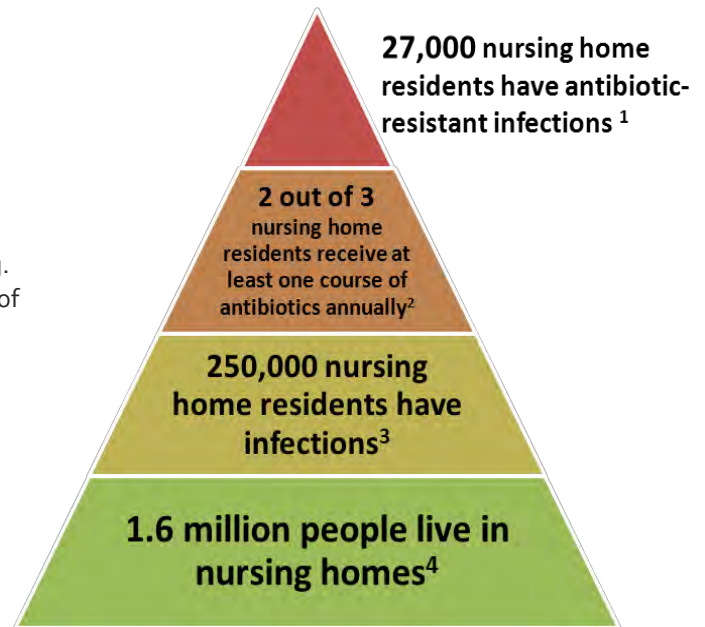 27,000 nursing home
residents have antibiotic-
resistant infections ¹
2 out of 3
nursing home
residents receive at
least one course of
antibiotics annually²
of
250,000 nursing
home residents have
infections³
1.6 million people live in
nursing homes⁴